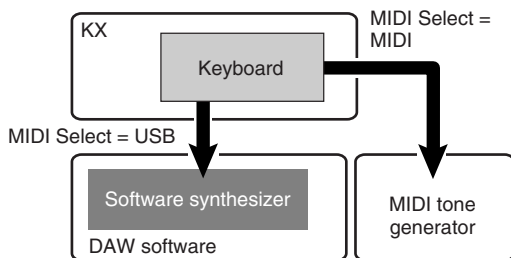 KX
MIDI Select =
MIDI
Keyboard
MIDI Select = USB
Software synthesizer
DAW software
MIDI tone
generator